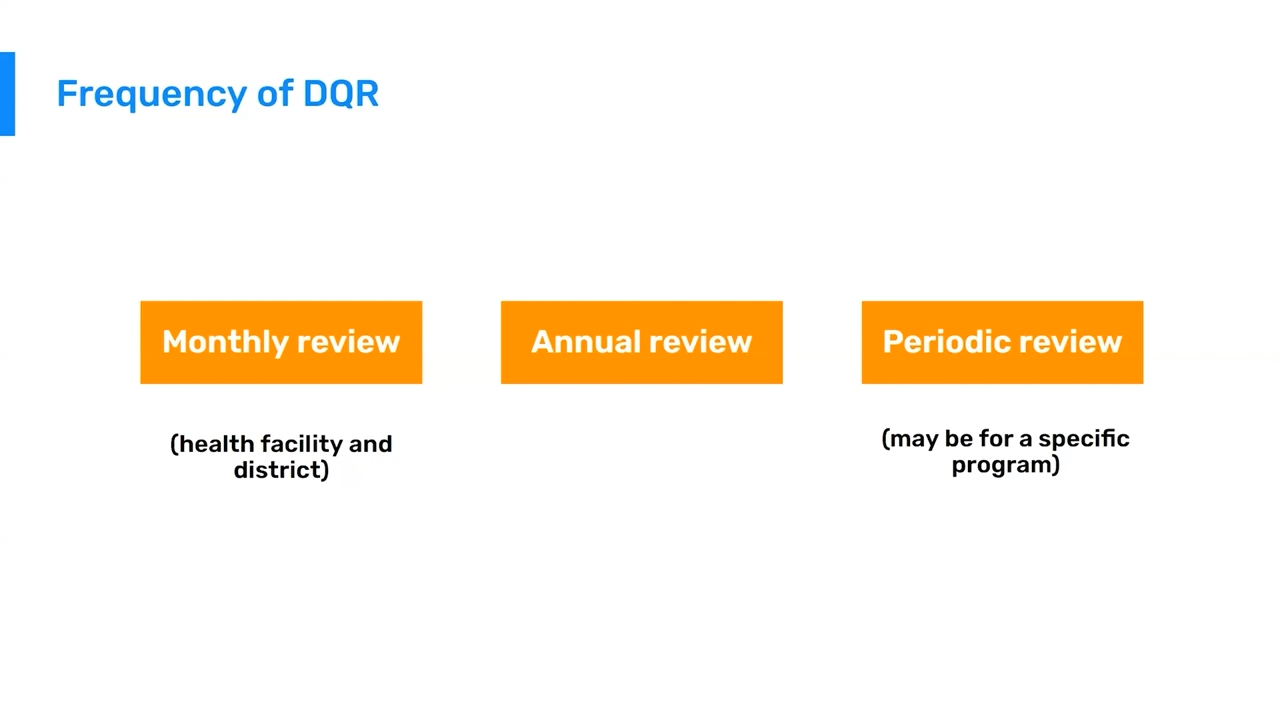 Frequency of DQR
Monthly review
Annual review
Periodic review
(health facility and
district)
(may be for a specific
program)